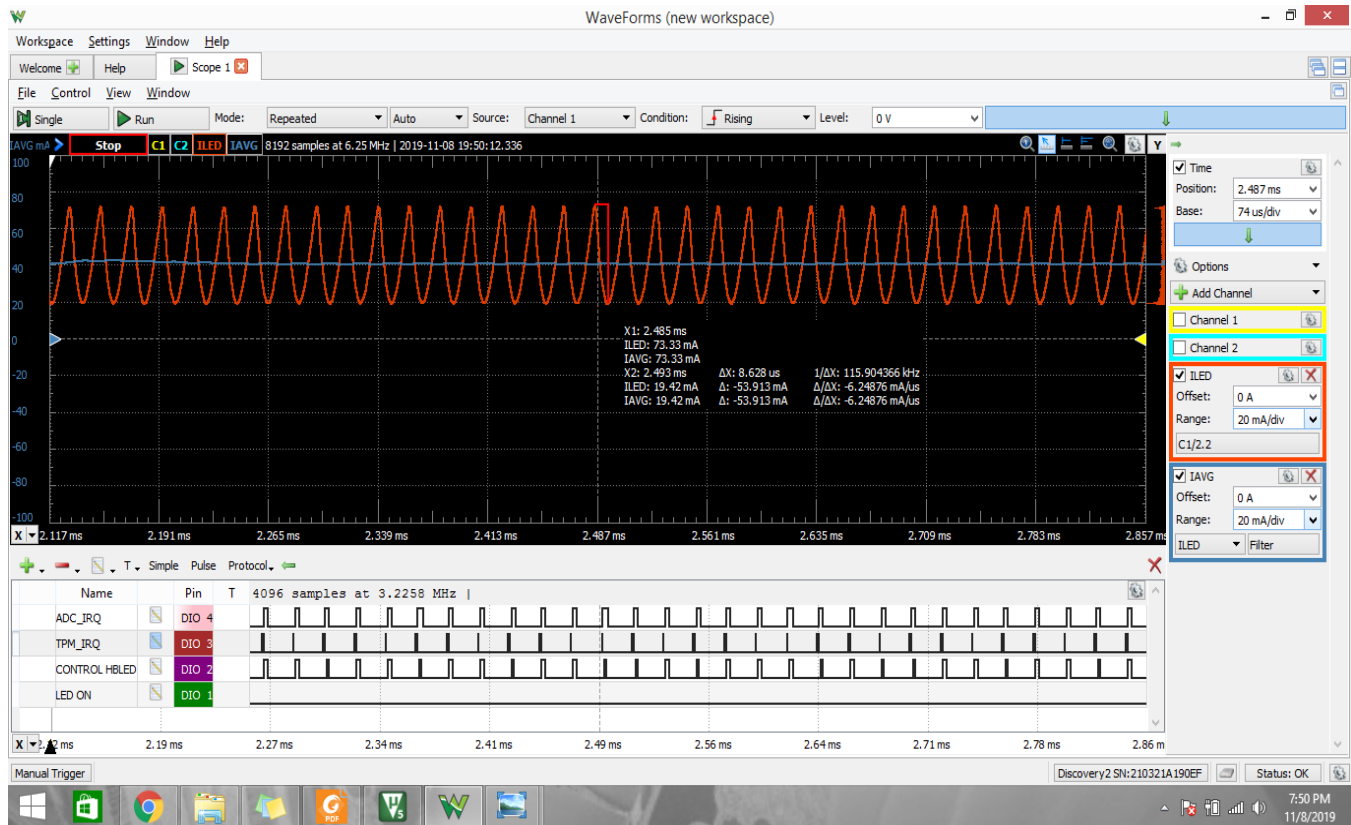 WaveForms (new workspace)
Workspace Settings Window Help
Welcome Help Scope 1
File Control View Window
Single Run Mode: Repeated Auto Source: Channel 1 Condition: Rising Level: 0 V
IAVG mA Stop C1 C2 ILED IAVG 8192 samples at 6.25 MHz | 2019-11-08 19:50:12.336 Y
100
80
60
40
20
0
-20
-40
-60
-80
-100
X1: 2.485 ms
ILED: 73.33 mA
IAVG: 73.33 mA
X2: 2.493 ms ΔX: 8.628 us 1/ΔX: 115.904366 kHz
ILED: 19.42 mA Δ: -53.913 mA Δ/ΔX: -6.24876 mA/us
IAVG: 19.42 mA Δ: -53.913 mA Δ/ΔX: -6.24876 mA/us
X 2.117 ms 2.191 ms 2.265 ms 2.339 ms 2.413 ms 2.487 ms 2.561 ms 2.635 ms 2.709 ms 2.783 ms 2.857 ms
Time
Position: 2.487 ms
Base: 74 us/div
Options
Add Channel
Channel 1
Channel 2
ILED
Offset: 0 A
Range: 20 mA/div
C1/2.2
IAVG
Offset: 0 A
Range: 20 mA/div
ILED Filter
T Simple Pulse Protocol
Name Pin T 4096 samples at 3.2258 MHz |
ADC_IRQ DIO 4
TPM_IRQ DIO 3
CONTROL HBLED DIO 2
LED ON DIO 1
X 2.19 ms 2.27 ms 2.34 ms 2.41 ms 2.49 ms 2.56 ms 2.64 ms 2.71 ms 2.78 ms 2.86 m
Manual Trigger Discovery2 SN:210321A190EF Status: OK
PDF
7:50 PM
11/8/2019